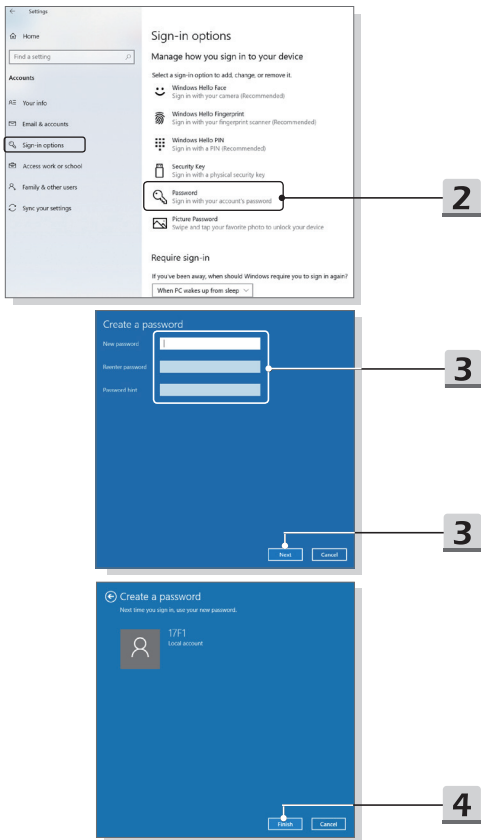 Settings
Home
Find a setting
Accounts
Your info
Email & accounts
Sign-in options
Access work or school
Family & other users
Sync your settings
Sign-in options
Manage how you sign in to your device
Select a sign-in option to add, change, or remove it.
Windows Hello Face
Sign in with your camera (Recommended)
Windows Hello Fingerprint
Sign in with your fingerprint scanner (Recommended)
Windows Hello PIN
Sign in with a PIN (Recommended)
Security Key
Sign in with a physical security key
Password
Sign in with your account's password
2
Picture Password
Swipe and tap your favorite photo to unlock your device
Require sign-in
If you've been away, when should Windows require you to sign in again?
When PC wakes up from sleep
Create a password
New password
Reenter password
Password hint
3
3
Next Cancel
Create a password
Next time you sign in, use your new password.
17F1
Local account
4
Finish Cancel